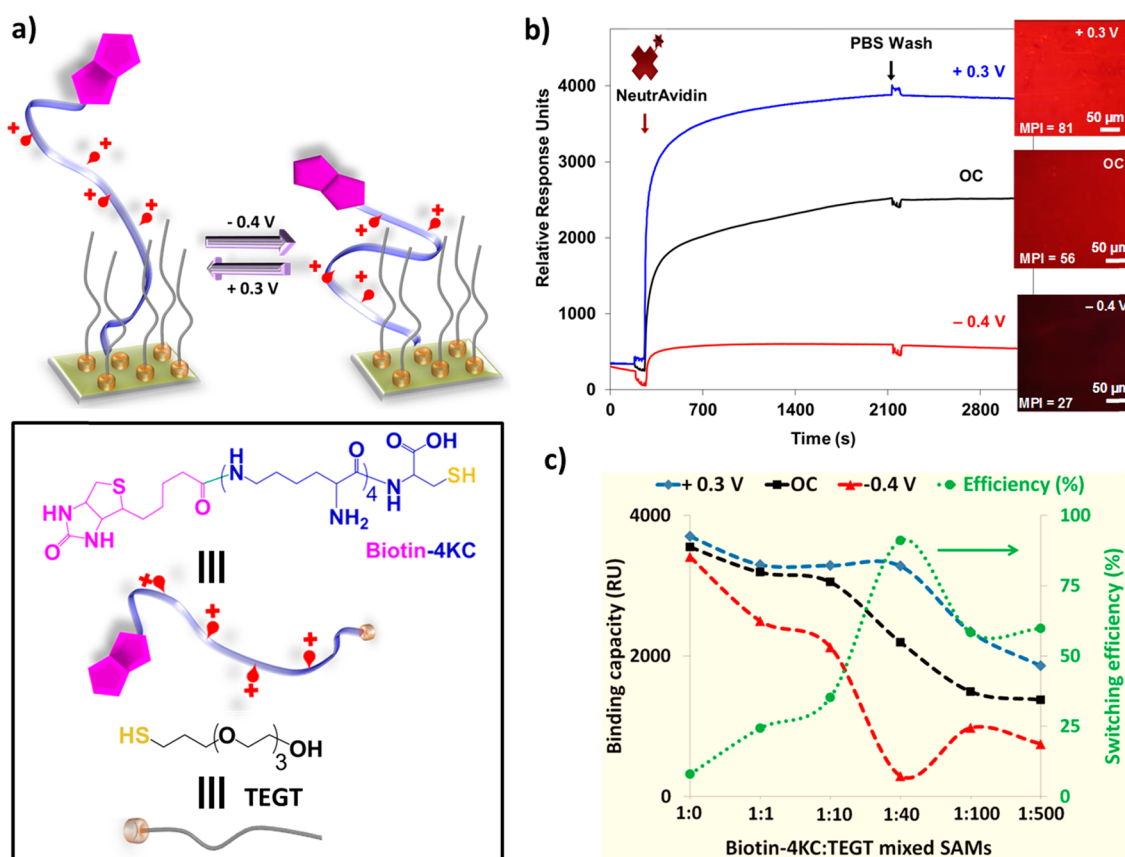 a)
+
+
+
+
- 0.4 V
+ 0.3 V
+
+
+
+
H
N
O
4
O
OH
N
H
SH
NH₂
S
O
HN
NH
O
Biotin-4KC
+
+
+
+
HS
O
3
OH
TEGT
b)
PBS Wash
NeutrAvidin
+ 0.3 V
OC
– 0.4 V
Relative Response Units
4000
3000
2000
1000
0
0
700
1400
2100
2800
Time (s)
+ 0.3 V
50 µm
MPI = 81
OC
50 µm
MPI = 56
– 0.4 V
50 µm
MPI = 27
c)
+ 0.3 V OC -0.4 V Efficiency (%)
Binding capacity (RU)
4000
2000
0
Switching efficiency (%)
100
75
50
25
0
1:0 1:1 1:10 1:40 1:100 1:500
Biotin-4KC:TEGT mixed SAMs